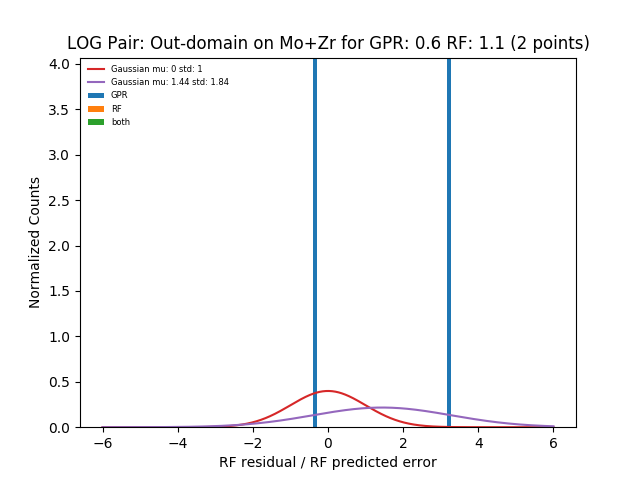 LOG Pair: Out-domain on Mo+Zr for GPR: 0.6 RF: 1.1 (2 points)
Gaussian mu: 0 std: 1
Gaussian mu: 1.44 std: 1.84
GPR
RF
both
Normalized Counts
4.0
3.5
3.0
2.5
2.0
1.5
1.0
0.5
0.0
−6 −4 −2 0 2 4 6
RF residual / RF predicted error